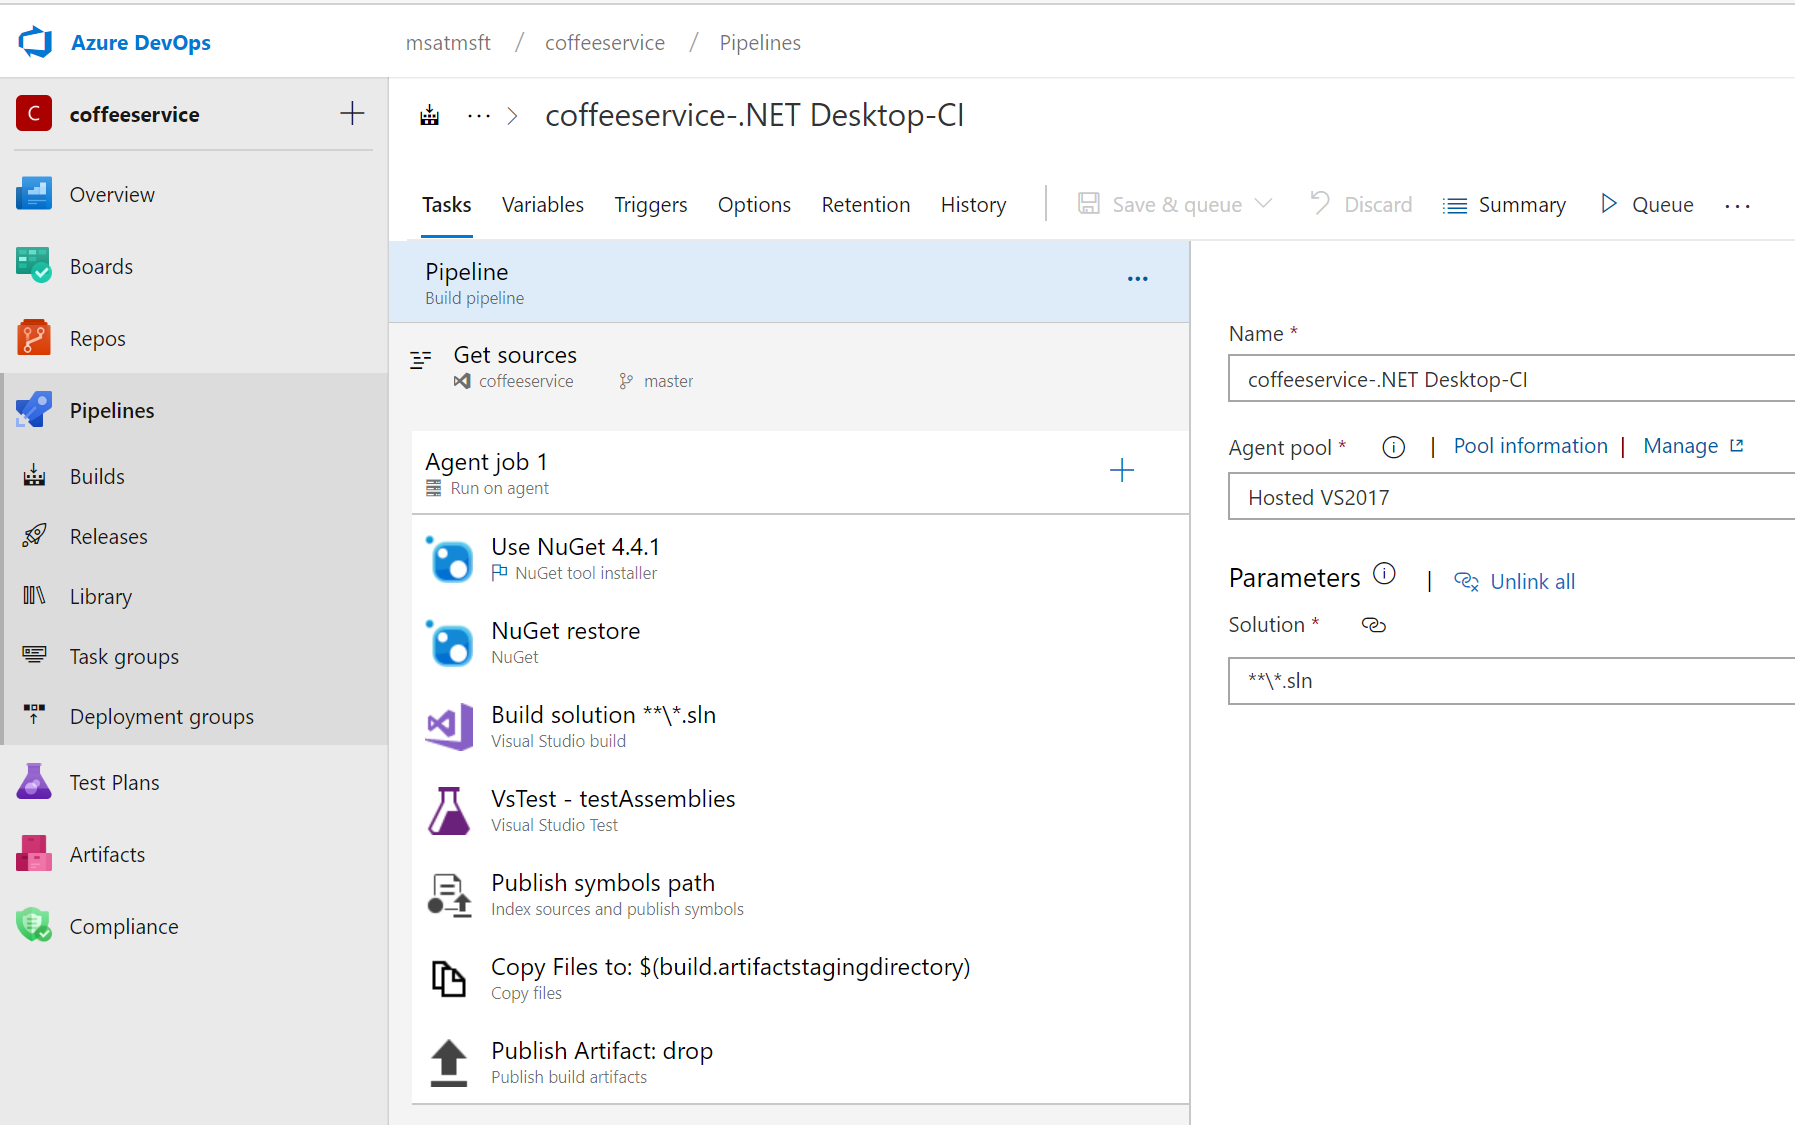 Azure DevOps
msatmsft / coffeeservice / Pipelines
C coffeeservice
Overview
Boards
Repos
Pipelines
Builds
Releases
Library
Task groups
Deployment groups
Test Plans
Artifacts
Compliance
··· > coffeeservice-.NET Desktop-CI
Tasks Variables Triggers Options Retention History Save & queue Discard Summary Queue ···
Pipeline ···
Build pipeline
Get sources
coffeeservice master
Agent job 1
Run on agent
Use NuGet 4.4.1
NuGet tool installer
NuGet restore
NuGet
Build solution **\*.sln
Visual Studio build
VsTest - testAssemblies
Visual Studio Test
Publish symbols path
Index sources and publish symbols
Copy Files to: $(build.artifactstagingdirectory)
Copy files
Publish Artifact: drop
Publish build artifacts
Name *
coffeeservice-.NET Desktop-CI
Agent pool * | Pool information | Manage
Hosted VS2017
Parameters | Unlink all
Solution *
**\*.sln